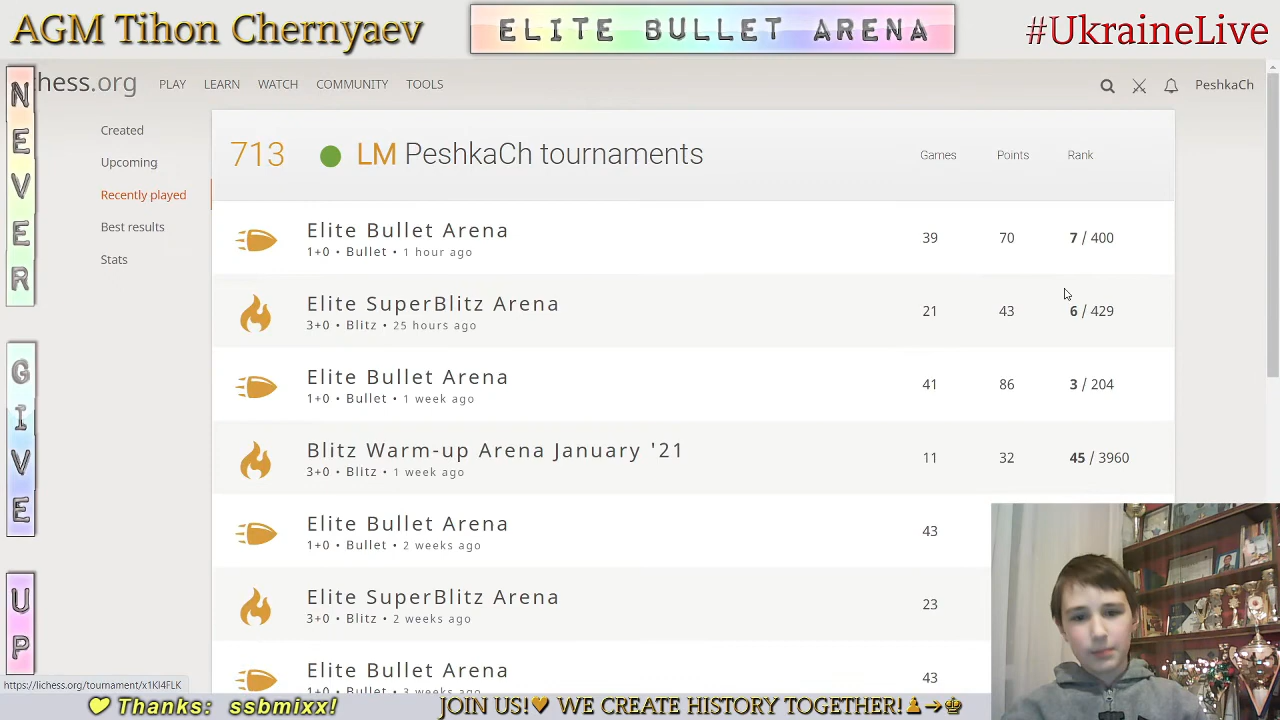 AGM Tihon Chernyaev
ELITE BULLET ARENA
#UkraineLive
hess.org
PLAY LEARN WATCH COMMUNITY TOOLS
PeshkaCh
NEVER
GIVE
UP
Created
Upcoming
Recently played
Best results
Stats
713 LM PeshkaCh tournaments Games Points Rank
Elite Bullet Arena
1+0 • Bullet • 1 hour ago
39 70 7 / 400
Elite SuperBlitz Arena
3+0 • Blitz • 25 hours ago
21 43 6 / 429
Elite Bullet Arena
1+0 • Bullet • 1 week ago
41 86 3 / 204
Blitz Warm-up Arena January '21
3+0 • Blitz • 1 week ago
11 32 45 / 3960
Elite Bullet Arena
1+0 • Bullet • 2 weeks ago
43
Elite SuperBlitz Arena
3+0 • Blitz • 2 weeks ago
23
Elite Bullet Arena
1+0 • Bullet • 3 weeks ago
43
https://lichess.org/tournament/x1KI4FLK
Thanks: ssbmixx!
JOIN US! WE CREATE HISTORY TOGETHER!